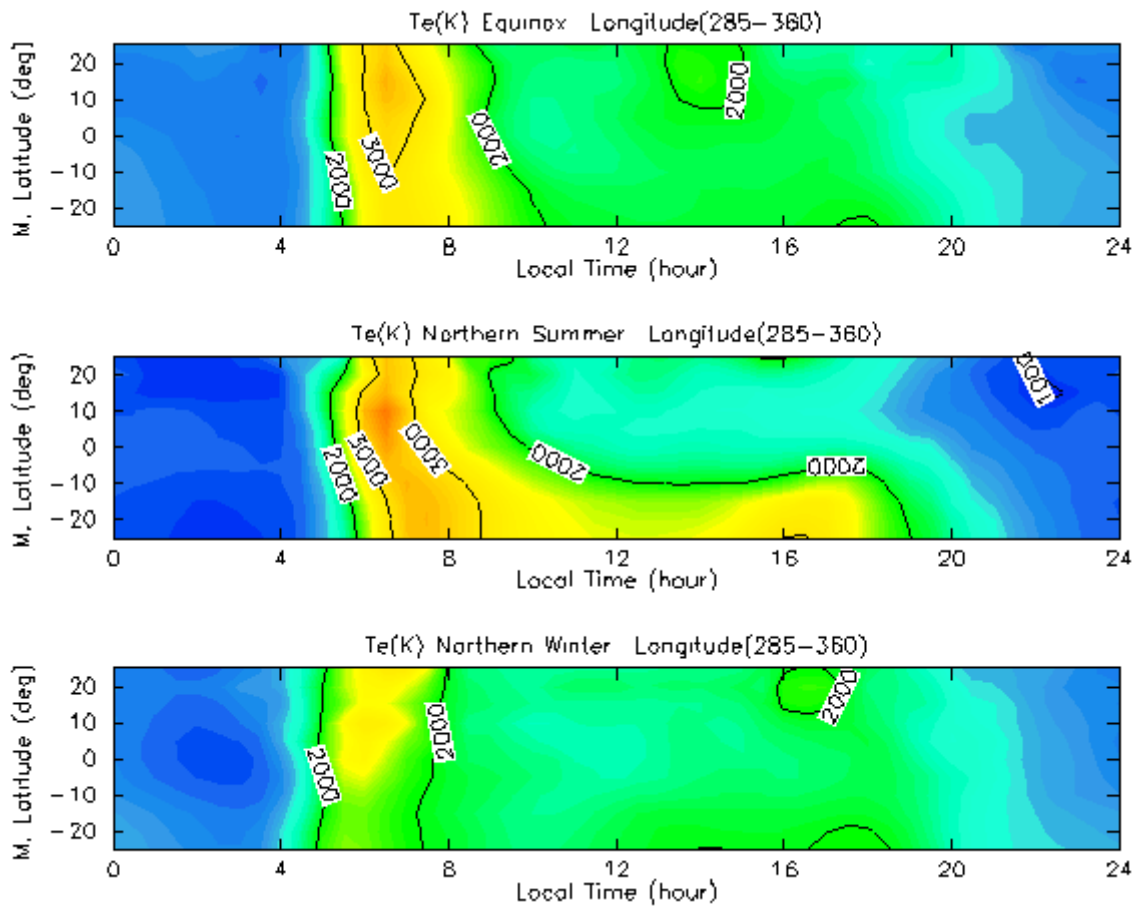 Te(K) Equinox Longitude(285-360)
M. Latitude (deg)
20
10
0
-10
-20
2000
3000
2000
2000
0 4 8 12 16 20 24
Local Time (hour)
Te(K) Northern Summer Longitude(285-360)
M. Latitude (deg)
20
10
0
-10
-20
2000
3000
3000
2000
2000
1000
0 4 8 12 16 20 24
Local Time (hour)
Te(K) Northern Winter Longitude(285-360)
M. Latitude (deg)
20
10
0
-10
-20
2000
2000
2000
0 4 8 12 16 20 24
Local Time (hour)